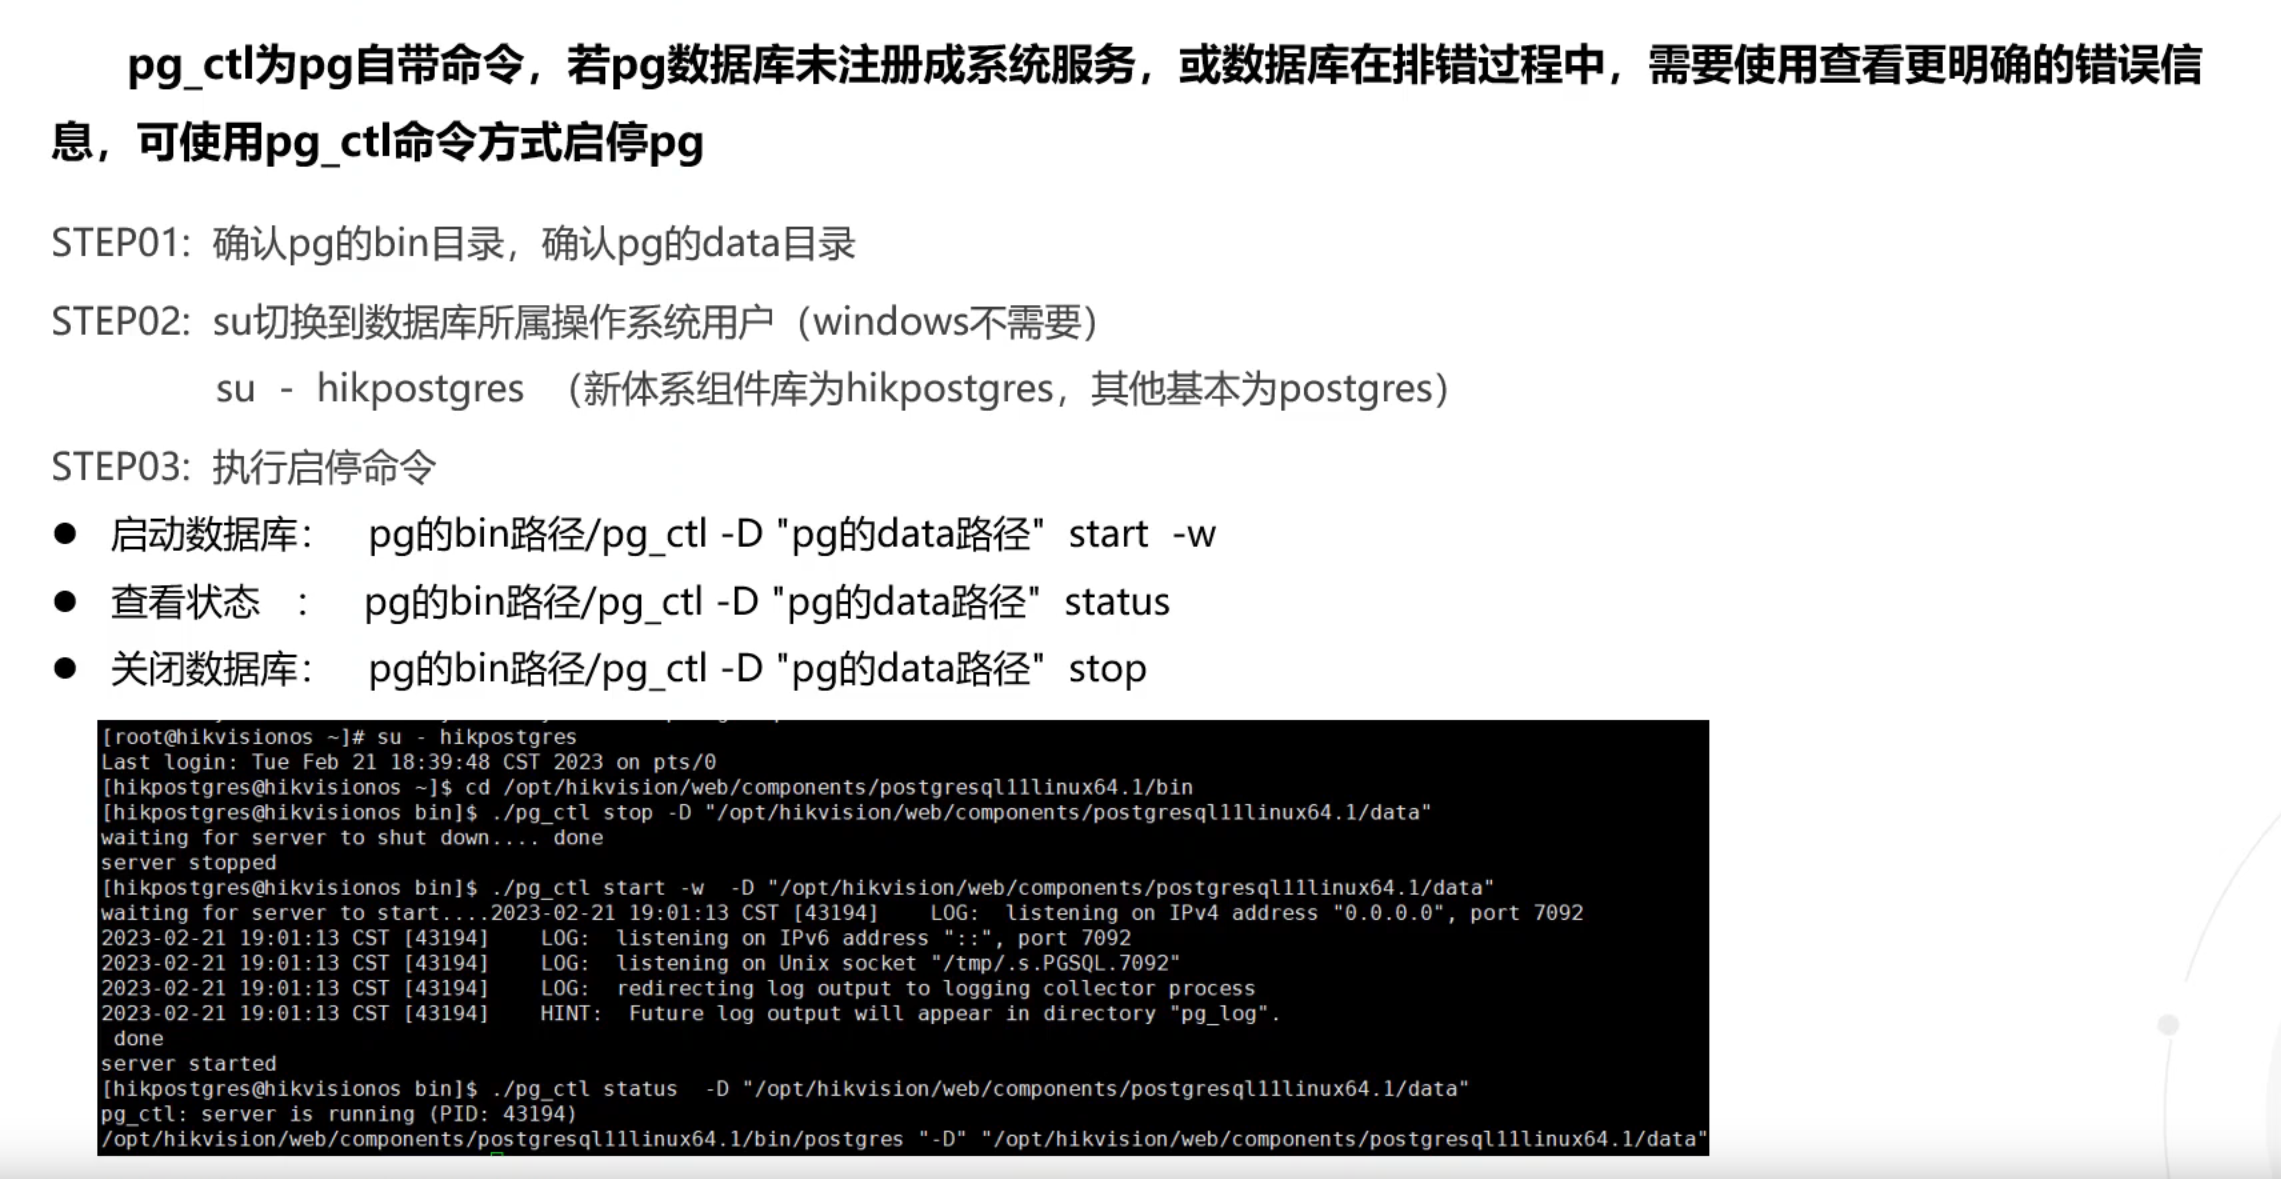 pg_ctl为pg自带命令，若pg数据库未注册成系统服务，或数据库在排错过程中，需要使用查看更明确的错误信
息，可使用pg_ctl命令方式启停pg
STEP01：确认pg的bin目录，确认pg的data目录
STEP02：su切换到数据库所属操作系统用户（windows不需要）
su - hikpostgres （新体系组件库为hikpostgres，其他基本为postgres）
STEP03：执行启停命令
● 启动数据库： pg的bin路径/pg_ctl -D "pg的data路径" start -w
● 查看状态 ： pg的bin路径/pg_ctl -D "pg的data路径" status
● 关闭数据库： pg的bin路径/pg_ctl -D "pg的data路径" stop
[root@hikvisionos ~]# su - hikpostgres
Last login: Tue Feb 21 18:39:48 CST 2023 on pts/0
[hikpostgres@hikvisionos ~]$ cd /opt/hikvision/web/components/postgresql11linux64.1/bin
[hikpostgres@hikvisionos bin]$ ./pg_ctl stop -D "/opt/hikvision/web/components/postgresql11linux64.1/data"
waiting for server to shut down.... done
server stopped
[hikpostgres@hikvisionos bin]$ ./pg_ctl start -w  -D "/opt/hikvision/web/components/postgresql11linux64.1/data"
waiting for server to start....2023-02-21 19:01:13 CST [43194]    LOG:  listening on IPv4 address "0.0.0.0", port 7092
2023-02-21 19:01:13 CST [43194]    LOG:  listening on IPv6 address "::", port 7092
2023-02-21 19:01:13 CST [43194]    LOG:  listening on Unix socket "/tmp/.s.PGSQL.7092"
2023-02-21 19:01:13 CST [43194]    LOG:  redirecting log output to logging collector process
2023-02-21 19:01:13 CST [43194]    HINT:  Future log output will appear in directory "pg_log".
done
server started
[hikpostgres@hikvisionos bin]$ ./pg_ctl status  -D "/opt/hikvision/web/components/postgresql11linux64.1/data"
pg_ctl: server is running (PID: 43194)
/opt/hikvision/web/components/postgresql11linux64.1/bin/postgres "-D" "/opt/hikvision/web/components/postgresql11linux64.1/data"